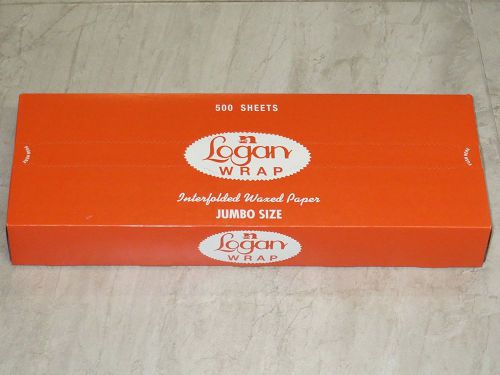 500 SHEETS
Logan
WRAP
Interfolded Waxed Paper
JUMBO SIZE
Logan
WRAP